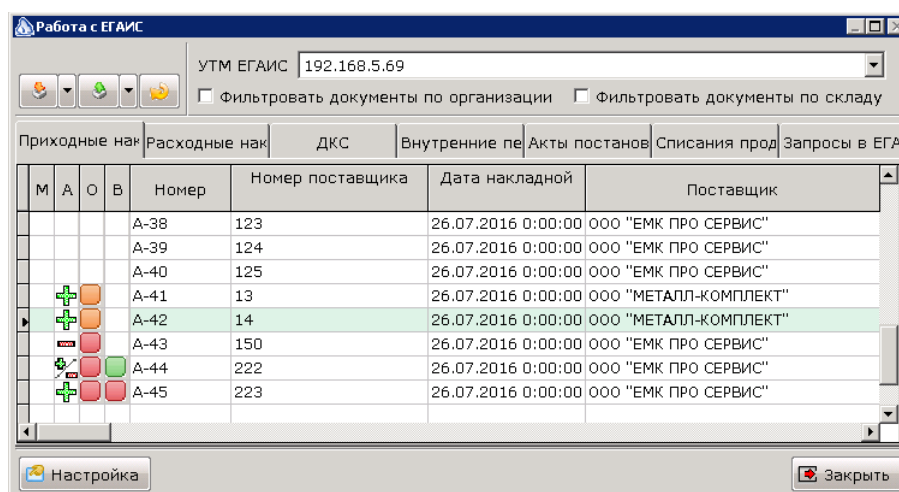 Работа с ЕГАИС
УТМ ЕГАИС 192.168.5.69
Фильтровать документы по организации Фильтровать документы по складу
Приходные нак Расходные нак ДКС Внутренние пе Акты постанов Списания прод Запросы в ЕГА
М А О В Номер Номер поставщика Дата накладной Поставщик
А-38 123 26.07.2016 0:00:00 ООО "ЕМК ПРО СЕРВИС"
А-39 124 26.07.2016 0:00:00 ООО "ЕМК ПРО СЕРВИС"
А-40 125 26.07.2016 0:00:00 ООО "ЕМК ПРО СЕРВИС"
А-41 13 26.07.2016 0:00:00 ООО "МЕТАЛЛ-КОМПЛЕКТ"
А-42 14 26.07.2016 0:00:00 ООО "МЕТАЛЛ-КОМПЛЕКТ"
А-43 150 26.07.2016 0:00:00 ООО "ЕМК ПРО СЕРВИС"
А-44 222 26.07.2016 0:00:00 ООО "ЕМК ПРО СЕРВИС"
А-45 223 26.07.2016 0:00:00 ООО "ЕМК ПРО СЕРВИС"
Настройка Закрыть